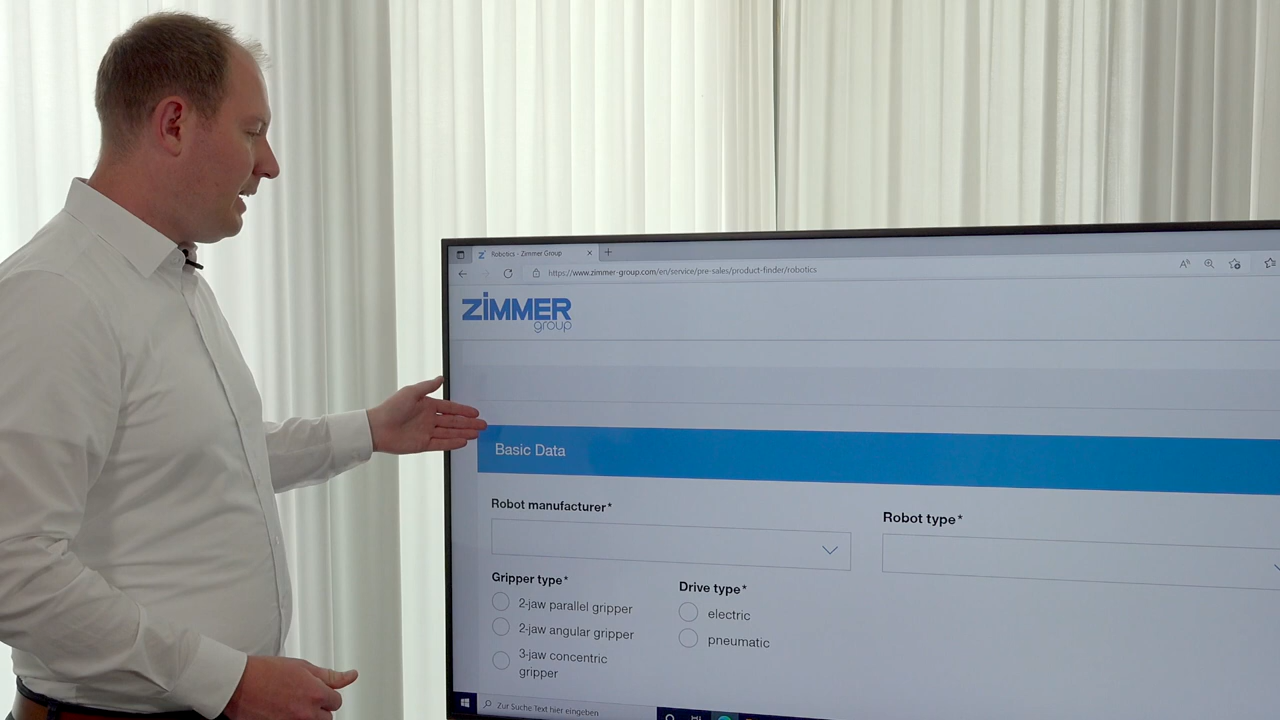 Robotics - Zimmer Group
https://www.zimmer-group.com/en/service/pre-sales/product-finder/robotics
ZIMMER
group
Basic Data
Robot manufacturer*
Robot type*
Gripper type*
Drive type*
2-jaw parallel gripper
electric
2-jaw angular gripper
pneumatic
3-jaw concentric
gripper
Zur Suche Text hier eingeben